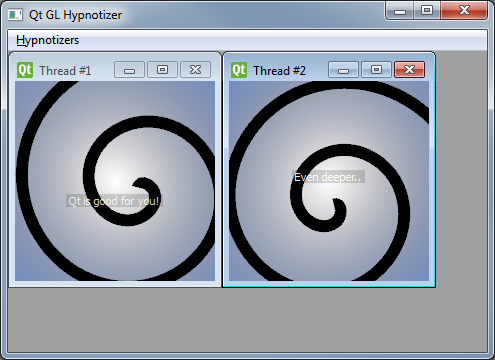 Qt GL Hypnotizer
Hypnotizers
Qt Thread #1
Qt Thread #2
Qt is good for you!
Even deeper..